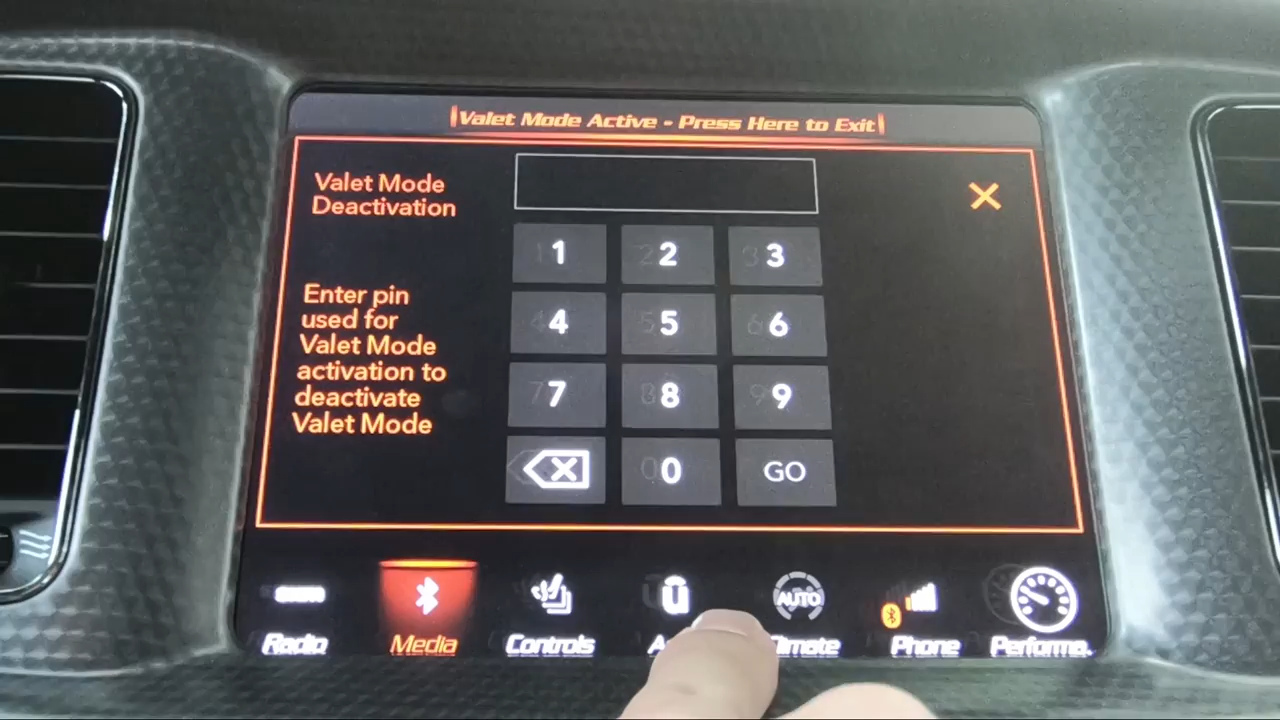 Valet Mode Active - Press Here to Exit
Valet Mode
Deactivation
1 2 3
Enter pin
used for
Valet Mode
activation to
deactivate
Valet Mode
4 5 6
7 8 9
0 GO
AUTO
Radio Media Controls Phone Performa.